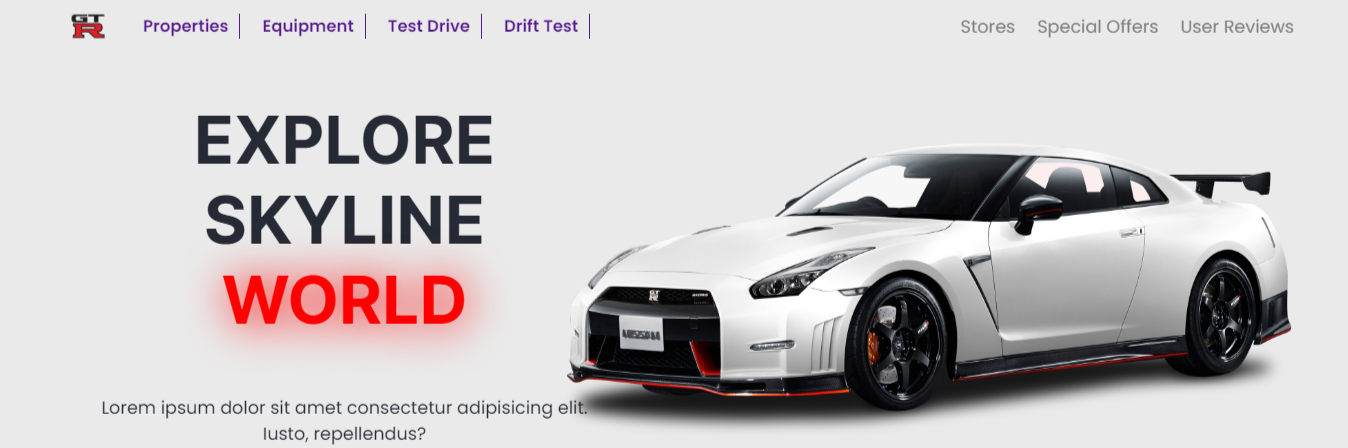 GT
R
Properties
Equipment
Test Drive
Drift Test
Stores
Special Offers
User Reviews
EXPLORE
SKYLINE
WORLD
Lorem ipsum dolor sit amet consectetur adipisicing elit.
Iusto, repellendus?
GT
R